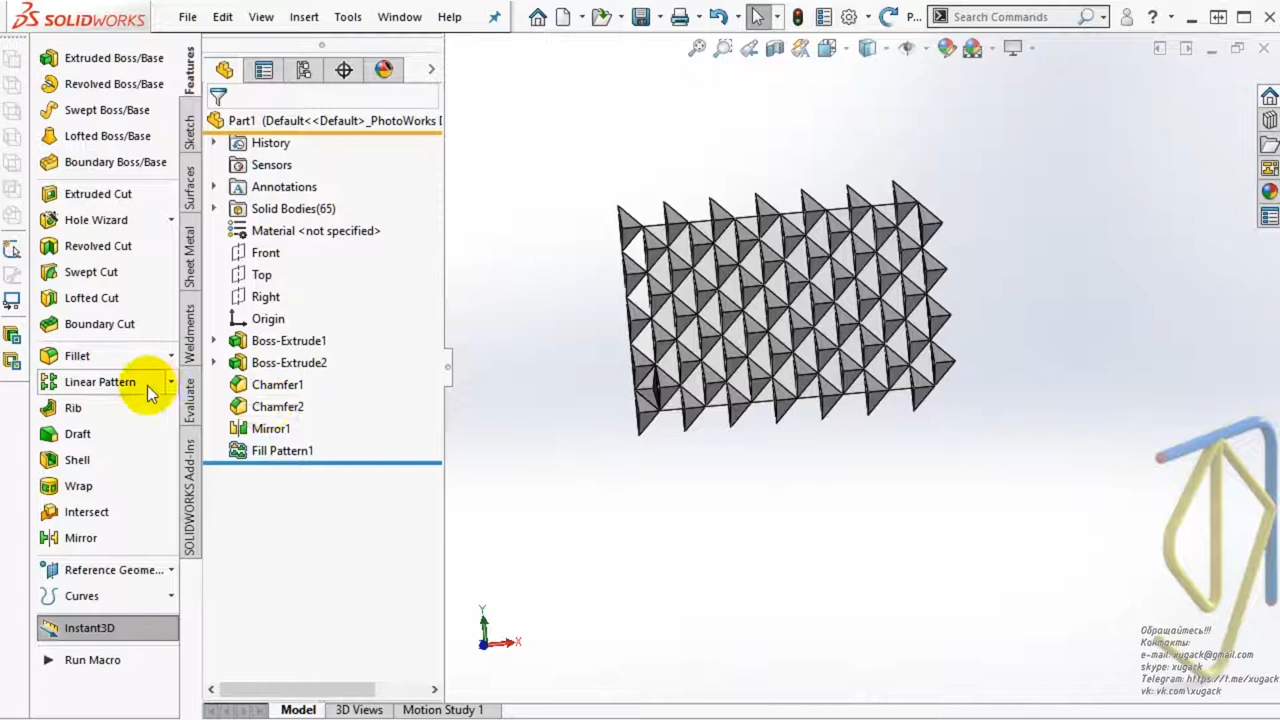 SOLIDWORKS
File Edit View Insert Tools Window Help
P...
Search Commands
Extruded Boss/Base
Revolved Boss/Base
Swept Boss/Base
Lofted Boss/Base
Boundary Boss/Base
Extruded Cut
Hole Wizard
Revolved Cut
Swept Cut
Lofted Cut
Boundary Cut
Fillet
Linear Pattern
Rib
Draft
Shell
Wrap
Intersect
Mirror
Reference Geome...
Curves
Instant3D
Run Macro
Features
Sketch
Surfaces
Sheet Metal
Weldments
Evaluate
SOLIDWORKS Add-Ins
Part1 (Default<<Default>_PhotoWorks D
History
Sensors
Annotations
Solid Bodies(65)
Material <not specified>
Front
Top
Right
Origin
Boss-Extrude1
Boss-Extrude2
Chamfer1
Chamfer2
Mirror1
Fill Pattern1
Y
X
Обращайтесь!!!
Контакты:
e-mail: xugack@gmail.com
skype: xugack
Telegram: https://t.me/xugack
vk: vk.com\xugack
Model 3D Views Motion Study 1